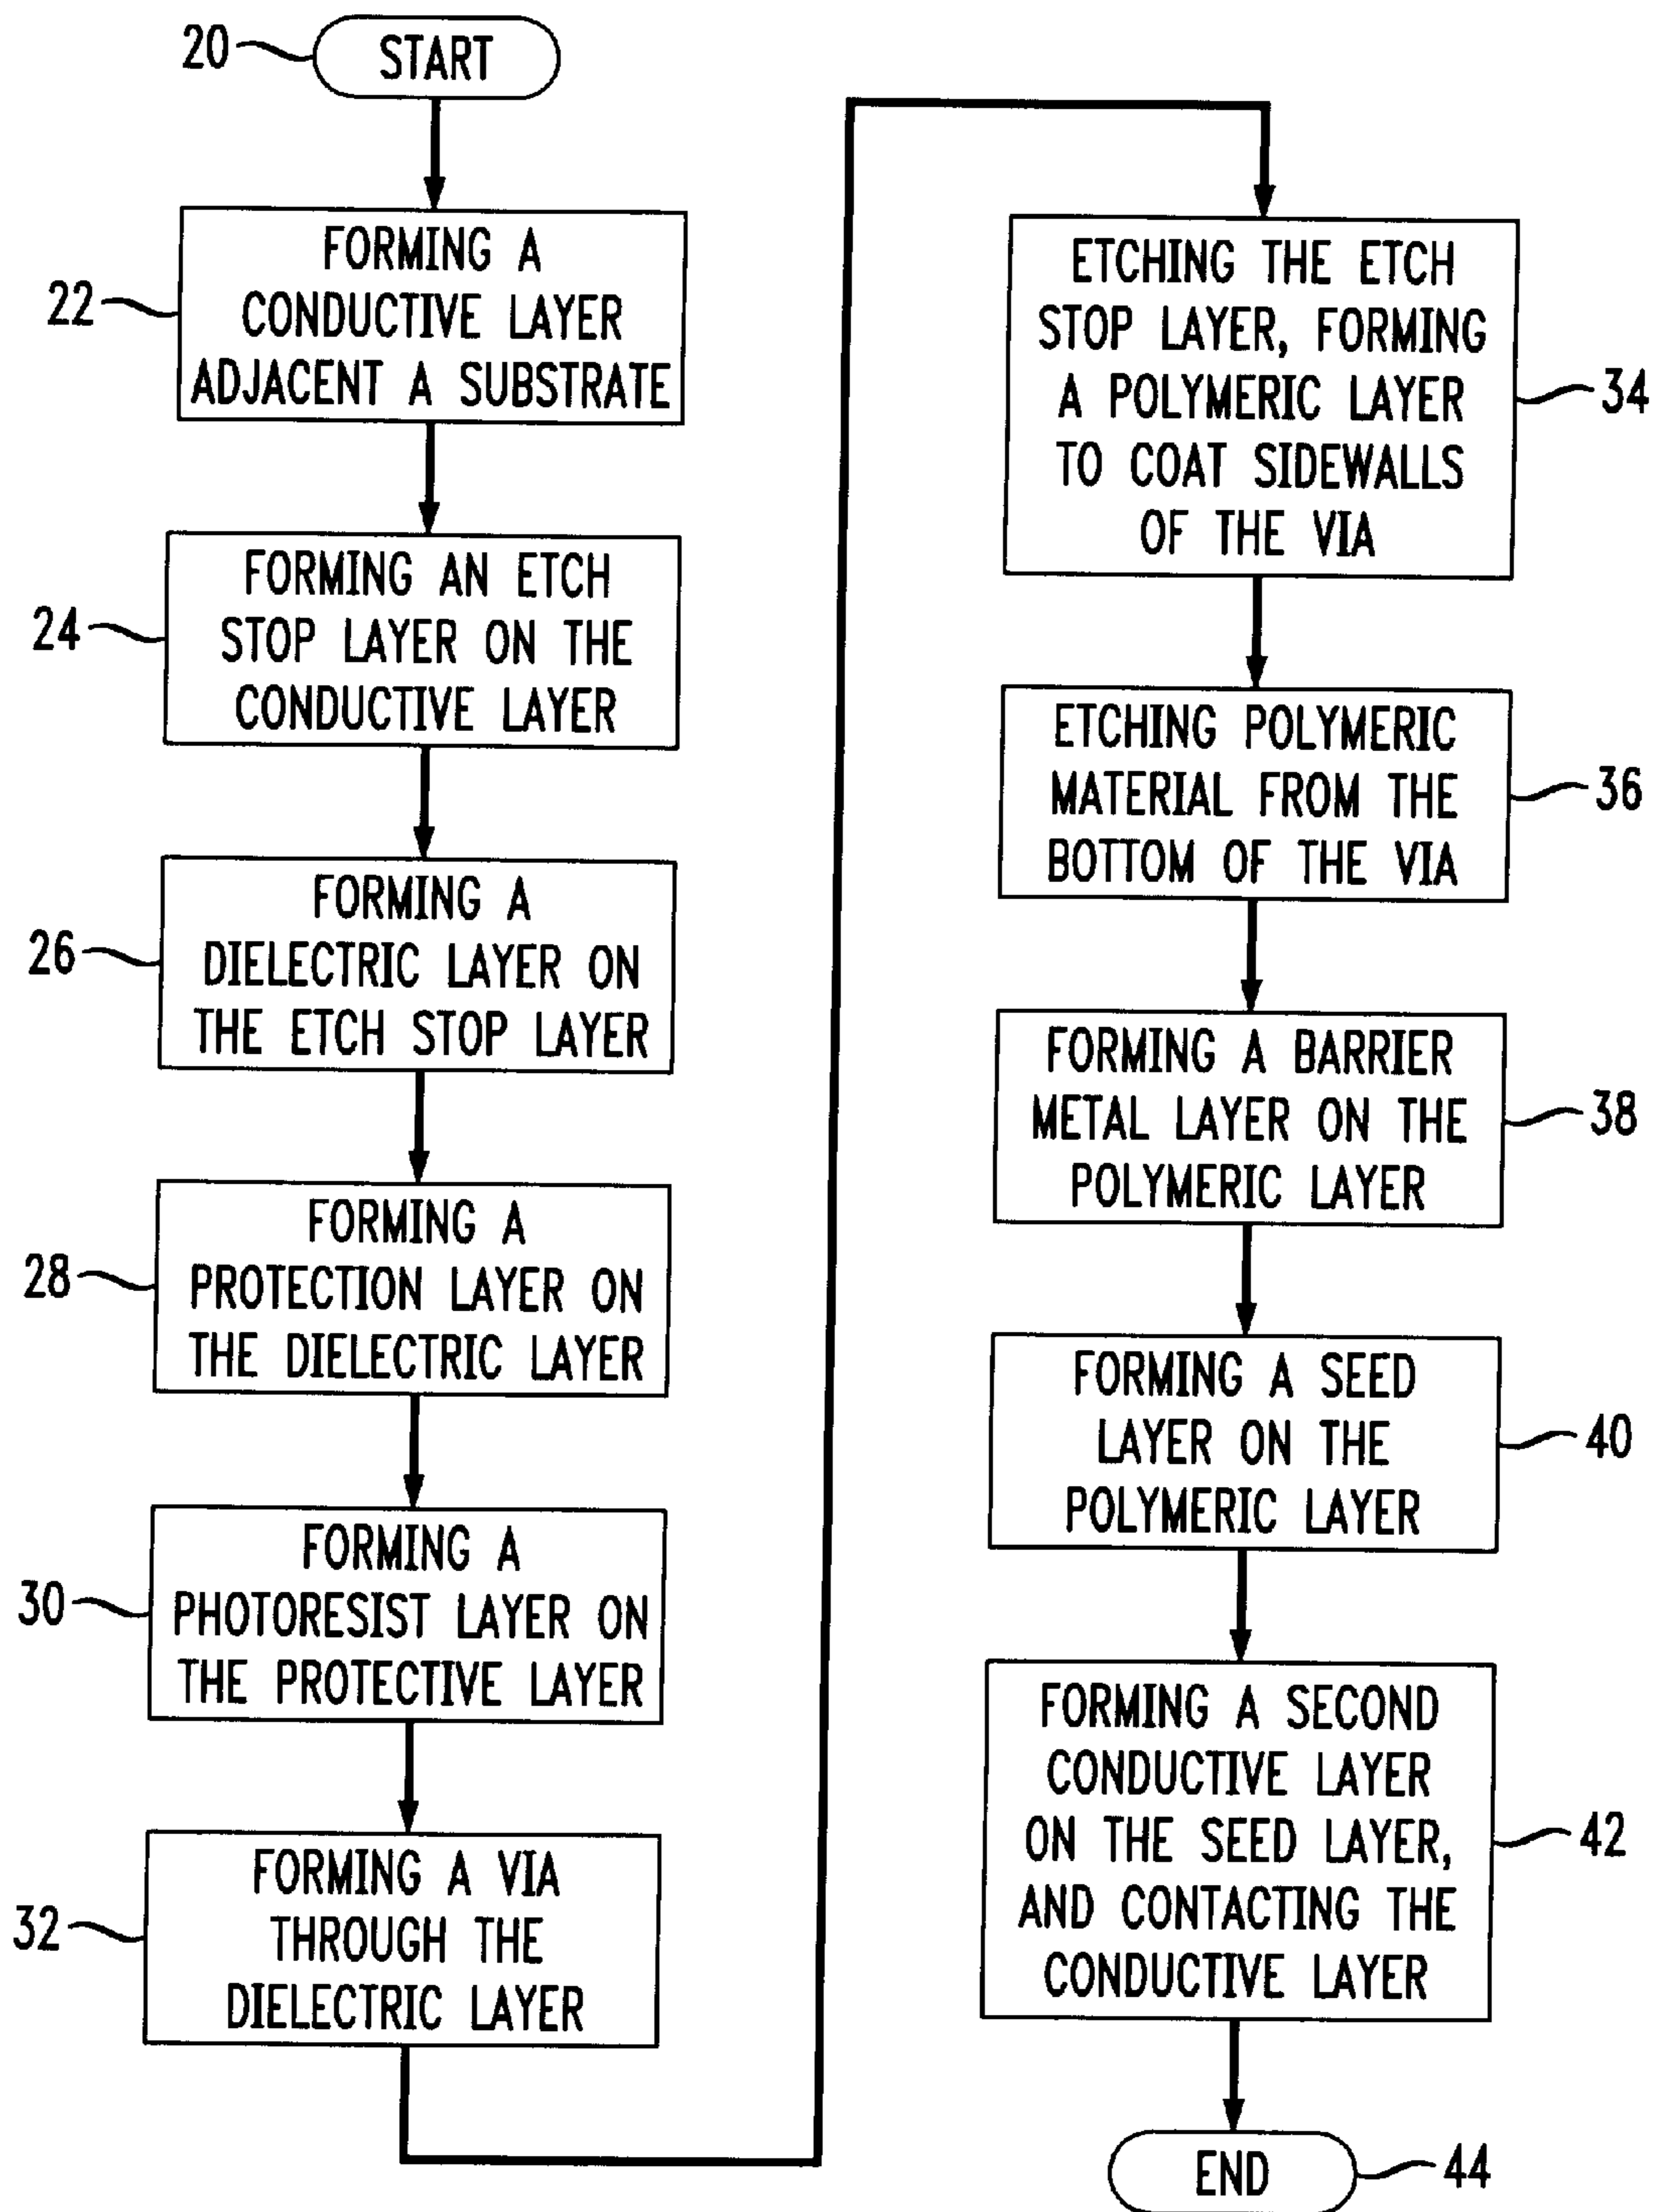 20
START
22
FORMING A
CONDUCTIVE LAYER
ADJACENT A SUBSTRATE
24
FORMING AN ETCH
STOP LAYER ON THE
CONDUCTIVE LAYER
26
FORMING A
DIELECTRIC LAYER ON
THE ETCH STOP LAYER
28
FORMING A
PROTECTION LAYER ON
THE DIELECTRIC LAYER
30
FORMING A
PHOTORESIST LAYER ON
THE PROTECTIVE LAYER
32
FORMING A VIA
THROUGH THE
DIELECTRIC LAYER
ETCHING THE ETCH
STOP LAYER, FORMING
A POLYMERIC LAYER
TO COAT SIDEWALLS
OF THE VIA
34
ETCHING POLYMERIC
MATERIAL FROM THE
BOTTOM OF THE VIA
36
FORMING A BARRIER
METAL LAYER ON THE
POLYMERIC LAYER
38
FORMING A SEED
LAYER ON THE
POLYMERIC LAYER
40
FORMING A SECOND
CONDUCTIVE LAYER
ON THE SEED LAYER,
AND CONTACTING THE
CONDUCTIVE LAYER
42
END
44